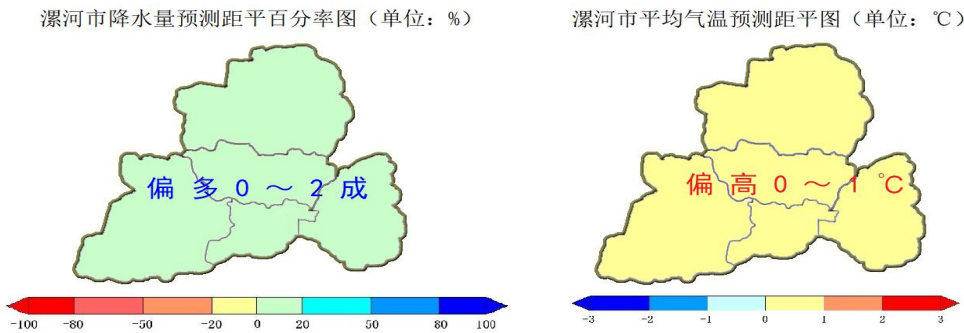 漯河市降水量预测距平百分率图（单位：%）
偏多0～2成
-100 -80 -50 -20 0 20 50 80 100
漯河市平均气温预测距平图（单位：℃）
偏高0～1℃
-3 -2 -1 0 1 2 3